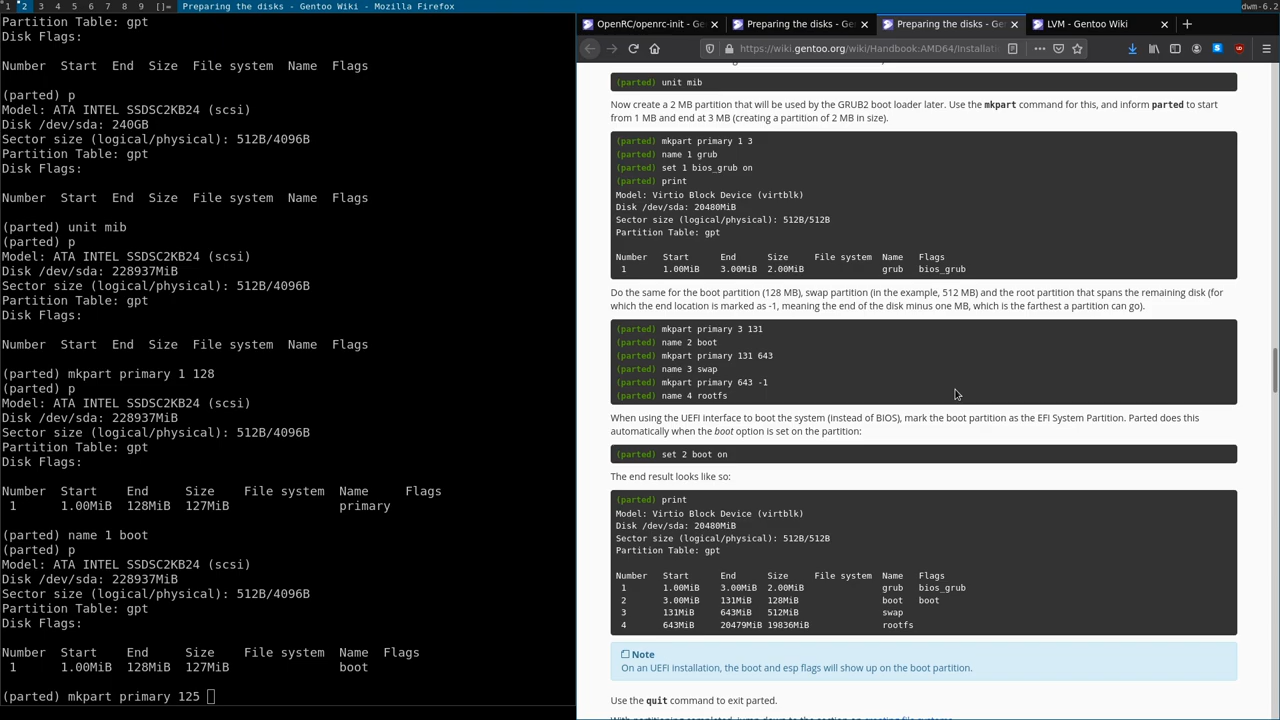 1 2 3 4 5 6 7 8 9 []= Preparing the disks - Gentoo Wiki - Mozilla Firefox dwm-6.2
Partition Table: gpt
Disk Flags:
Number Start End Size File system Name Flags
(parted) p
Model: ATA INTEL SSDSC2KB24 (scsi)
Disk /dev/sda: 240GB
Sector size (logical/physical): 512B/4096B
Partition Table: gpt
Disk Flags:
Number Start End Size File system Name Flags
(parted) unit mib
(parted) p
Model: ATA INTEL SSDSC2KB24 (scsi)
Disk /dev/sda: 228937MiB
Sector size (logical/physical): 512B/4096B
Partition Table: gpt
Disk Flags:
Number Start End Size File system Name Flags
(parted) mkpart primary 1 128
(parted) p
Model: ATA INTEL SSDSC2KB24 (scsi)
Disk /dev/sda: 228937MiB
Sector size (logical/physical): 512B/4096B
Partition Table: gpt
Disk Flags:
Number Start End Size File system Name Flags
1 1.00MiB 128MiB 127MiB primary
(parted) name 1 boot
(parted) p
Model: ATA INTEL SSDSC2KB24 (scsi)
Disk /dev/sda: 228937MiB
Sector size (logical/physical): 512B/4096B
Partition Table: gpt
Disk Flags:
Number Start End Size File system Name Flags
1 1.00MiB 128MiB 127MiB boot
(parted) mkpart primary 125
OpenRC/openrc-init - Gen Preparing the disks - Gen Preparing the disks - Gen LVM - Gentoo Wiki
https://wiki.gentoo.org/wiki/Handbook:AMD64/Installati
(parted) unit mib
Now create a 2 MB partition that will be used by the GRUB2 boot loader later. Use the mkpart command for this, and inform parted to start
from 1 MB and end at 3 MB (creating a partition of 2 MB in size).
(parted) mkpart primary 1 3
(parted) name 1 grub
(parted) set 1 bios_grub on
(parted) print
Model: Virtio Block Device (virtblk)
Disk /dev/sda: 20480MiB
Sector size (logical/physical): 512B/512B
Partition Table: gpt
Number Start End Size File system Name Flags
1 1.00MiB 3.00MiB 2.00MiB grub bios_grub
Do the same for the boot partition (128 MB), swap partition (in the example, 512 MB) and the root partition that spans the remaining disk (for
which the end location is marked as -1, meaning the end of the disk minus one MB, which is the farthest a partition can go).
(parted) mkpart primary 3 131
(parted) name 2 boot
(parted) mkpart primary 131 643
(parted) name 3 swap
(parted) mkpart primary 643 -1
(parted) name 4 rootfs
When using the UEFI interface to boot the system (instead of BIOS), mark the boot partition as the EFI System Partition. Parted does this
automatically when the boot option is set on the partition:
(parted) set 2 boot on
The end result looks like so:
(parted) print
Model: Virtio Block Device (virtblk)
Disk /dev/sda: 20480MiB
Sector size (logical/physical): 512B/512B
Partition Table: gpt
Number Start End Size File system Name Flags
1 1.00MiB 3.00MiB 2.00MiB grub bios_grub
2 3.00MiB 131MiB 128MiB boot boot
3 131MiB 643MiB 512MiB swap
4 643MiB 20479MiB 19836MiB rootfs
Note
On an UEFI installation, the boot and esp flags will show up on the boot partition.
Use the quit command to exit parted.